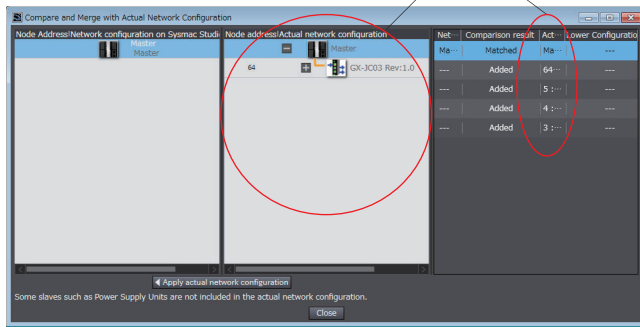 Compare and Merge with Actual Network Configuration
Node Address|Network configuration on Sysmac Studi
Master
Master
Node address|Actual network configuration
Master
64 GX-JC03 Rev:1.0
Net··· Comparison result Act··· Lower Configuratio
Ma··· Matched Ma··· ---
--- Added 64··· ---
--- Added 5 :··· ---
--- Added 4 :··· ---
--- Added 3 :··· ---
Apply actual network configuration
Some slaves such as Power Supply Units are not included in the actual network configuration.
Close